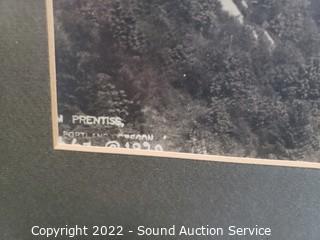 PRENTISS,
PORTLAND, OREGON
Copyright 2022 - Sound Auction Service